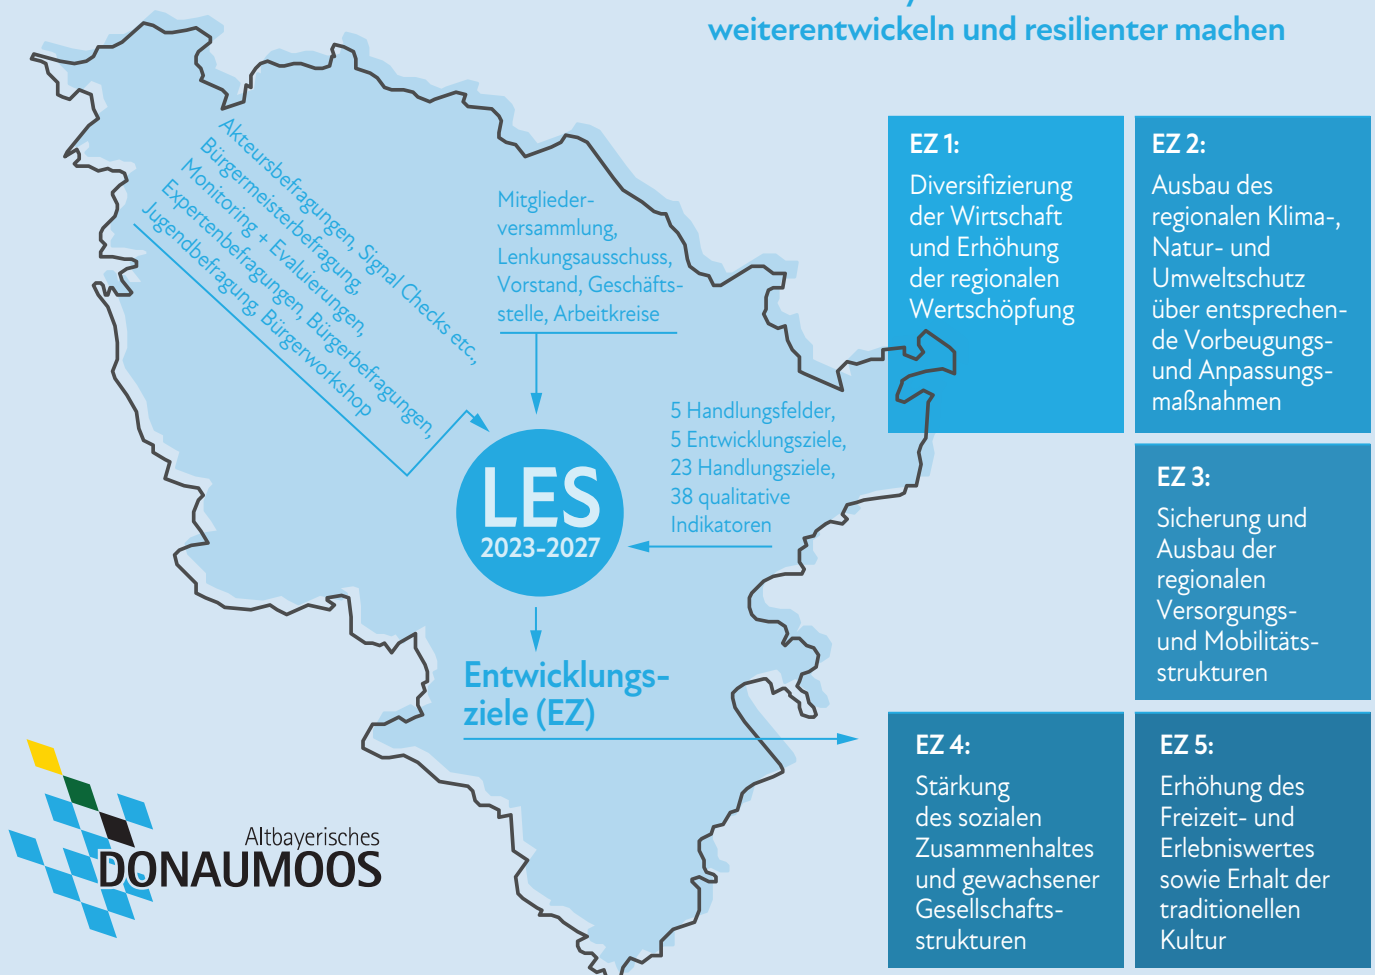 weiterentwickeln und resilienter machen
Akteursbefragungen, Signal Checks etc.,
Bürgermeisterbefragung,
Monitoring + Evaluierungen,
Expertenbefragungen, Bürgerbefragungen,
Jugendbefragung, Bürgerworkshop
Mitglieder-
versammlung,
Lenkungsausschuss,
Vorstand, Geschäfts-
stelle, Arbeitkreise
5 Handlungsfelder,
5 Entwicklungsziele,
23 Handlungsziele,
38 qualitative
Indikatoren
LES
2023-2027
Entwicklungs-
ziele (EZ)
EZ 1:
Diversifizierung
der Wirtschaft
und Erhöhung
der regionalen
Wertschöpfung
EZ 2:
Ausbau des
regionalen Klima-,
Natur- und
Umweltschutz
über entsprechen-
de Vorbeugungs-
und Anpassungs-
maßnahmen
EZ 3:
Sicherung und
Ausbau der
regionalen
Versorgungs-
und Mobilitäts-
strukturen
EZ 4:
Stärkung
des sozialen
Zusammenhaltes
und gewachsener
Gesellschafts-
strukturen
EZ 5:
Erhöhung des
Freizeit- und
Erlebniswertes
sowie Erhalt der
traditionellen
Kultur
Altbayerisches
DONAUMOOS